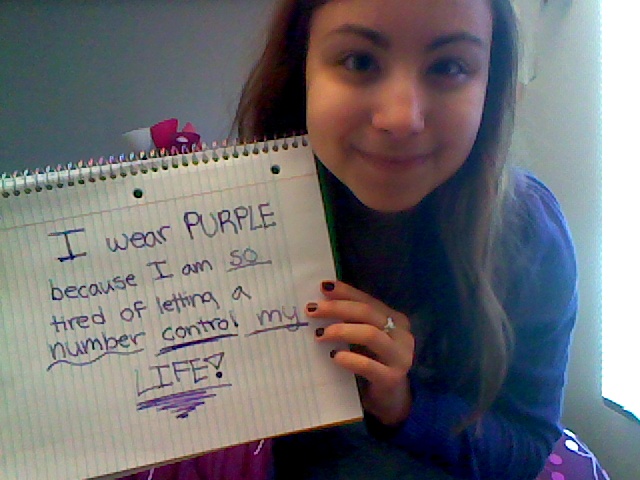 I wear PURPLE
because I am so
tired of letting a
number control my
LIFE!